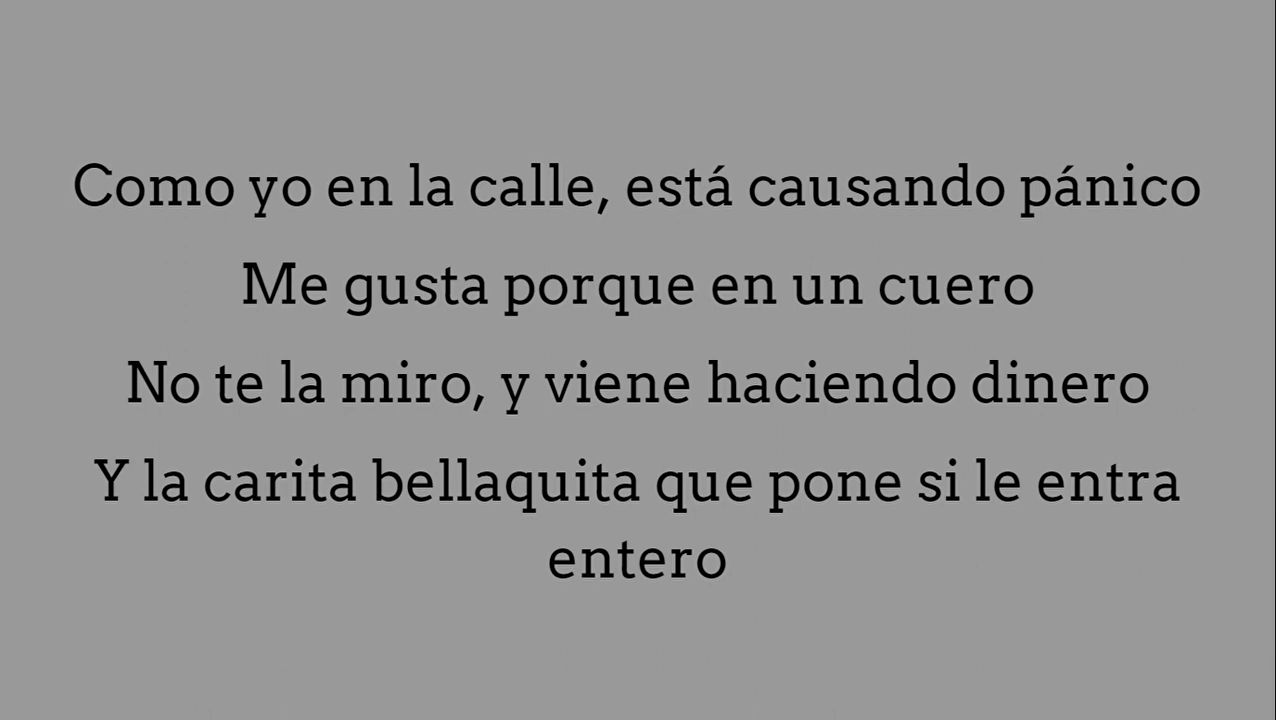 Como yo en la calle, está causando pánico
Me gusta porque en un cuero
No te la miro, y viene haciendo dinero
Y la carita bellaquita que pone si le entra
entero